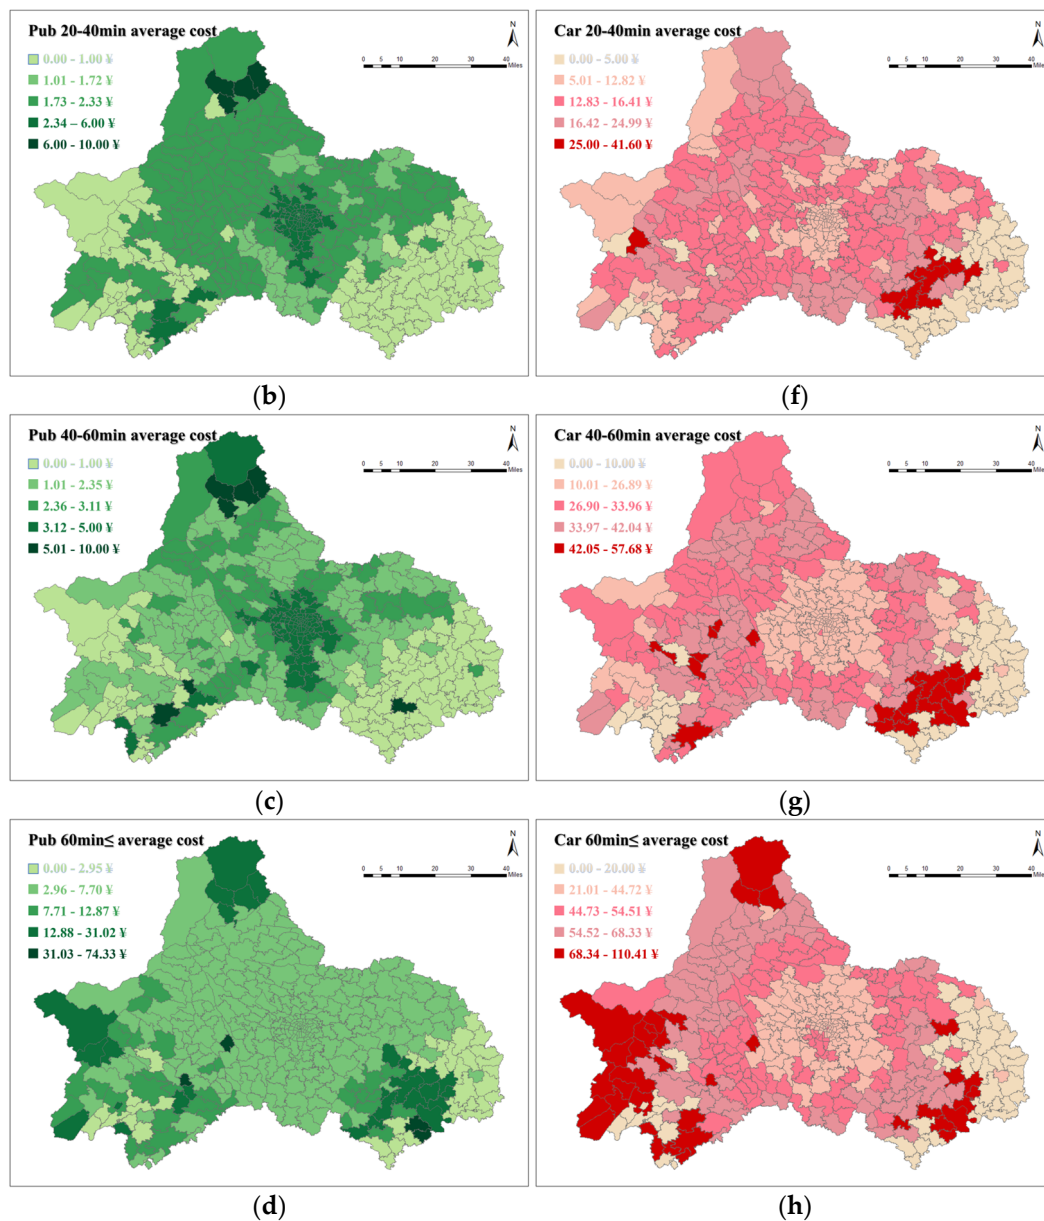 Pub 20-40min average cost
0.00 - 1.00 ¥
1.01 - 1.72 ¥
1.73 - 2.33 ¥
2.34 – 6.00 ¥
6.00 - 10.00 ¥
N
0 5 10 20 30 40
Miles
(b)
Car 20-40min average cost
0.00 - 5.00 ¥
5.01 - 12.82 ¥
12.83 - 16.41 ¥
16.42 - 24.99 ¥
25.00 - 41.60 ¥
N
0 5 10 20 30 40
Miles
(f)
Pub 40-60min average cost
0.00 - 1.00 ¥
1.01 - 2.35 ¥
2.36 - 3.11 ¥
3.12 - 5.00 ¥
5.01 - 10.00 ¥
N
0 5 10 20 30 40
Miles
(c)
Car 40-60min average cost
0.00 - 10.00 ¥
10.01 - 26.89 ¥
26.90 - 33.96 ¥
33.97 - 42.04 ¥
42.05 - 57.68 ¥
N
0 5 10 20 30 40
Miles
(g)
Pub 60min≤ average cost
0.00 - 2.95 ¥
2.96 - 7.70 ¥
7.71 - 12.87 ¥
12.88 - 31.02 ¥
31.03 - 74.33 ¥
N
0 5 10 20 30 40
Miles
(d)
Car 60min≤ average cost
0.00 - 20.00 ¥
21.01 - 44.72 ¥
44.73 - 54.51 ¥
54.52 - 68.33 ¥
68.34 - 110.41 ¥
N
0 5 10 20 30 40
Miles
(h)